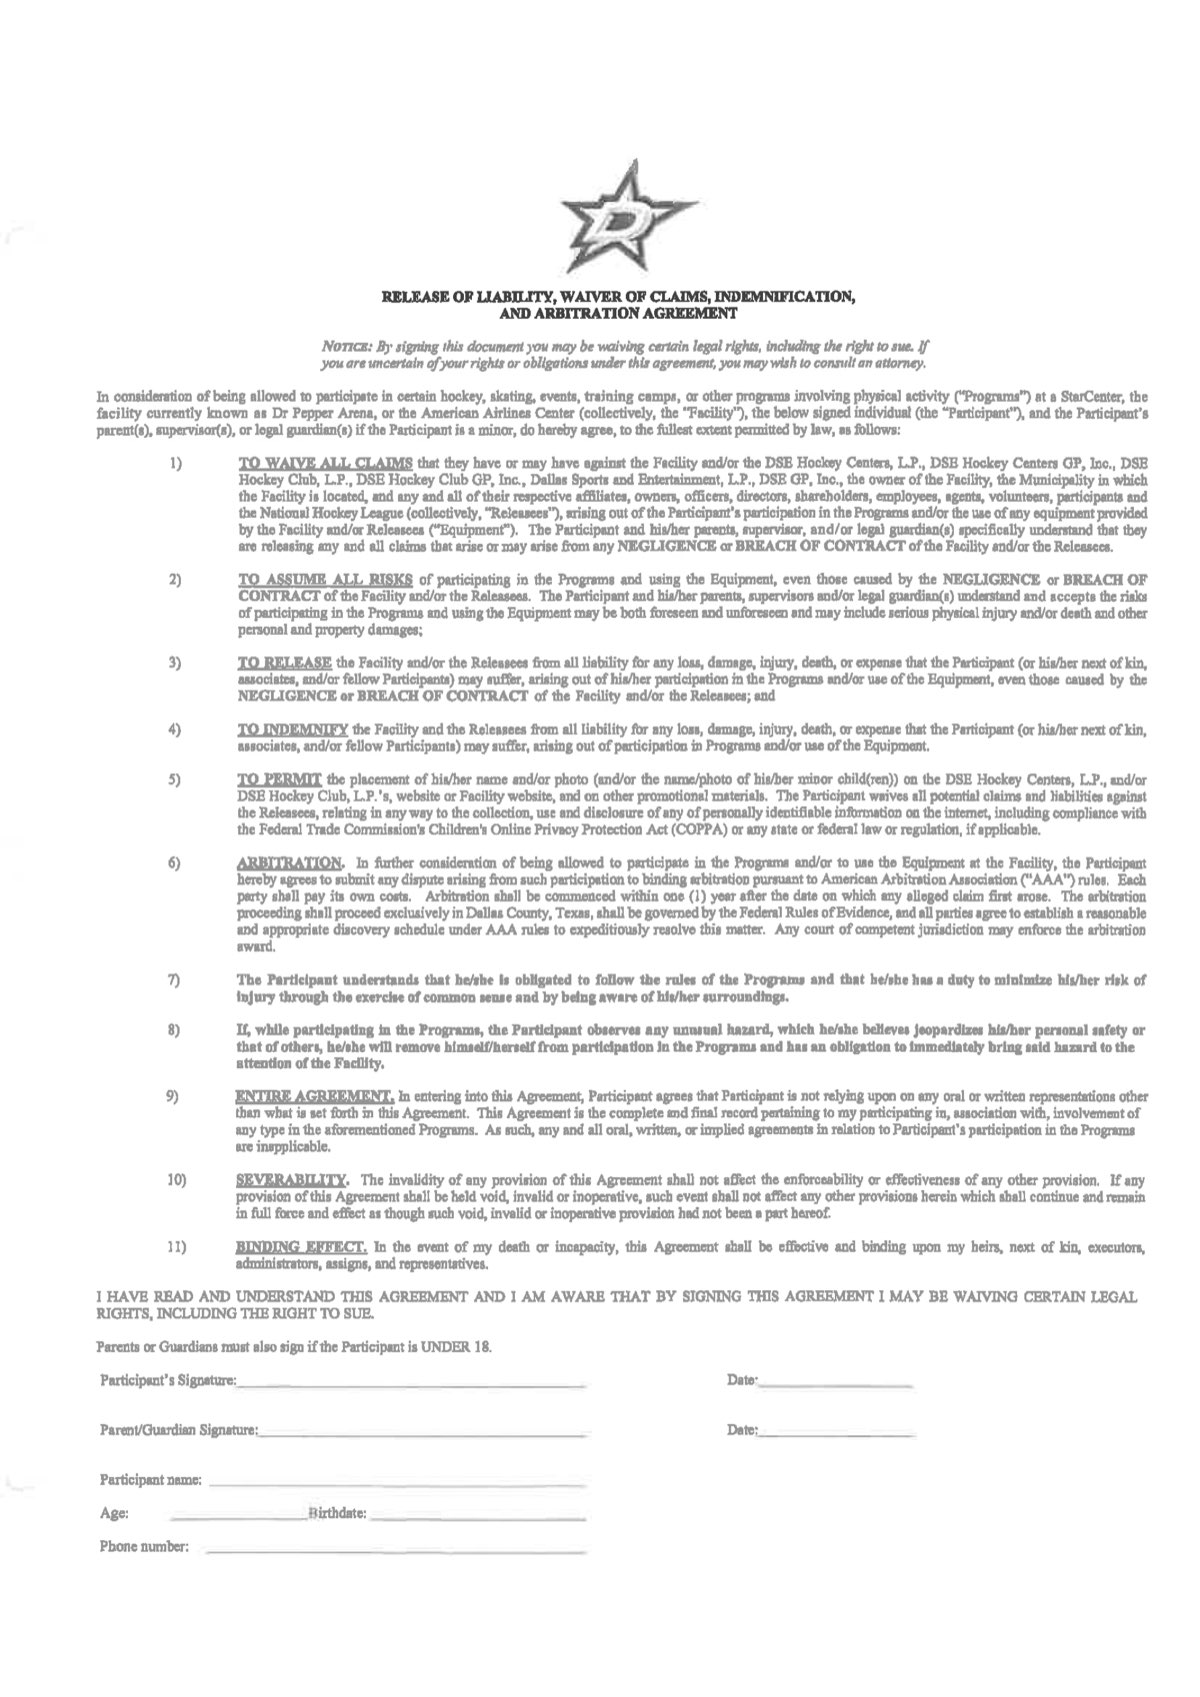 D
RELEASE OF LIABILITY, WAIVER OF CLAIMS, INDEMNIFICATION,
AND ARBITRATION AGREEMENT
NOTICE: By signing this document you may be waiving certain legal rights, including the right to sue. If
you are uncertain of your rights or obligations under this agreement, you may wish to consult an attorney.
In consideration of being allowed to participate in certain hockey, skating, events, training camps, or other programs involving physical activity ("Programs") at a StarCenter, the
facility currently known as Dr Pepper Arena, or the American Airlines Center (collectively, the "Facility"), the below signed individual (the "Participant"), and the Participant's
parent(s), supervisor(s), or legal guardian(s) if the Participant is a minor, do hereby agree, to the fullest extent permitted by law, as follows:
1) TO WAIVE ALL CLAIMS that they have or may have against the Facility and/or the DSE Hockey Centers, L.P., DSE Hockey Centers GP, Inc., DSE
Hockey Club, L.P., DSE Hockey Club GP, Inc., Dallas Sports and Entertainment, L.P., DSE GP, Inc., the owner of the Facility, the Municipality in which
the Facility is located, and any and all of their respective affiliates, owners, officers, directors, shareholders, employees, agents, volunteers, participants and
the National Hockey League (collectively, "Releasees"), arising out of the Participant's participation in the Programs and/or the use of any equipment provided
by the Facility and/or Releasees ("Equipment"). The Participant and his/her parents, supervisor, and/or legal guardian(s) specifically understand that they
are releasing any and all claims that arise or may arise from any NEGLIGENCE or BREACH OF CONTRACT of the Facility and/or the Releasees.
2) TO ASSUME ALL RISKS of participating in the Programs and using the Equipment, even those caused by the NEGLIGENCE or BREACH OF
CONTRACT of the Facility and/or the Releasees. The Participant and his/her parents, supervisors and/or legal guardian(s) understand and accepts the risks
of participating in the Programs and using the Equipment may be both foreseen and unforeseen and may include serious physical injury and/or death and other
personal and property damages;
3) TO RELEASE the Facility and/or the Releasees from all liability for any loss, damage, injury, death, or expense that the Participant (or his/her next of kin,
associates, and/or fellow Participants) may suffer, arising out of his/her participation in the Programs and/or use of the Equipment, even those caused by the
NEGLIGENCE or BREACH OF CONTRACT of the Facility and/or the Releasees; and
4) TO INDEMNIFY the Facility and the Releasees from all liability for any loss, damage, injury, death, or expense that the Participant (or his/her next of kin,
associates, and/or fellow Participants) may suffer, arising out of participation in Programs and/or use of the Equipment.
5) TO PERMIT the placement of his/her name and/or photo (and/or the name/photo of his/her minor child(ren)) on the DSE Hockey Centers, L.P., and/or
DSE Hockey Club, L.P.'s, website or Facility website, and on other promotional materials. The Participant waives all potential claims and liabilities against
the Releasees, relating in any way to the collection, use and disclosure of any of personally identifiable information on the internet, including compliance with
the Federal Trade Commission's Children's Online Privacy Protection Act (COPPA) or any state or federal law or regulation, if applicable.
6) ARBITRATION. In further consideration of being allowed to participate in the Programs and/or to use the Equipment at the Facility, the Participant
hereby agrees to submit any dispute arising from such participation to binding arbitration pursuant to American Arbitration Association ("AAA") rules. Each
party shall pay its own costs. Arbitration shall be commenced within one (1) year after the date on which any alleged claim first arose. The arbitration
proceeding shall proceed exclusively in Dallas County, Texas, shall be governed by the Federal Rules of Evidence, and all parties agree to establish a reasonable
and appropriate discovery schedule under AAA rules to expeditiously resolve this matter. Any court of competent jurisdiction may enforce the arbitration
award.
7) The Participant understands that he/she is obligated to follow the rules of the Programs and that he/she has a duty to minimize his/her risk of
injury through the exercise of common sense and by being aware of his/her surroundings.
8) If, while participating in the Programs, the Participant observes any unusual hazard, which he/she believes jeopardizes his/her personal safety or
that of others, he/she will remove himself/herself from participation in the Programs and has an obligation to immediately bring said hazard to the
attention of the Facility.
9) ENTIRE AGREEMENT. In entering into this Agreement, Participant agrees that Participant is not relying upon on any oral or written representations other
than what is set forth in this Agreement. This Agreement is the complete and final record pertaining to my participating in, association with, involvement of
any type in the aforementioned Programs. As such, any and all oral, written, or implied agreements in relation to Participant's participation in the Programs
are inapplicable.
10) SEVERABILITY. The invalidity of any provision of this Agreement shall not affect the enforceability or effectiveness of any other provision. If any
provision of this Agreement shall be held void, invalid or inoperative, such event shall not affect any other provisions herein which shall continue and remain
in full force and effect as though such void, invalid or inoperative provision had not been a part hereof.
11) BINDING EFFECT. In the event of my death or incapacity, this Agreement shall be effective and binding upon my heirs, next of kin, executors,
administrators, assigns, and representatives.
I HAVE READ AND UNDERSTAND THIS AGREEMENT AND I AM AWARE THAT BY SIGNING THIS AGREEMENT I MAY BE WAIVING CERTAIN LEGAL
RIGHTS, INCLUDING THE RIGHT TO SUE.
Parents or Guardians must also sign if the Participant is UNDER 18.
Participant's Signature: Date:
Parent/Guardian Signature: Date:
Participant name:
Age: Birthdate:
Phone number: